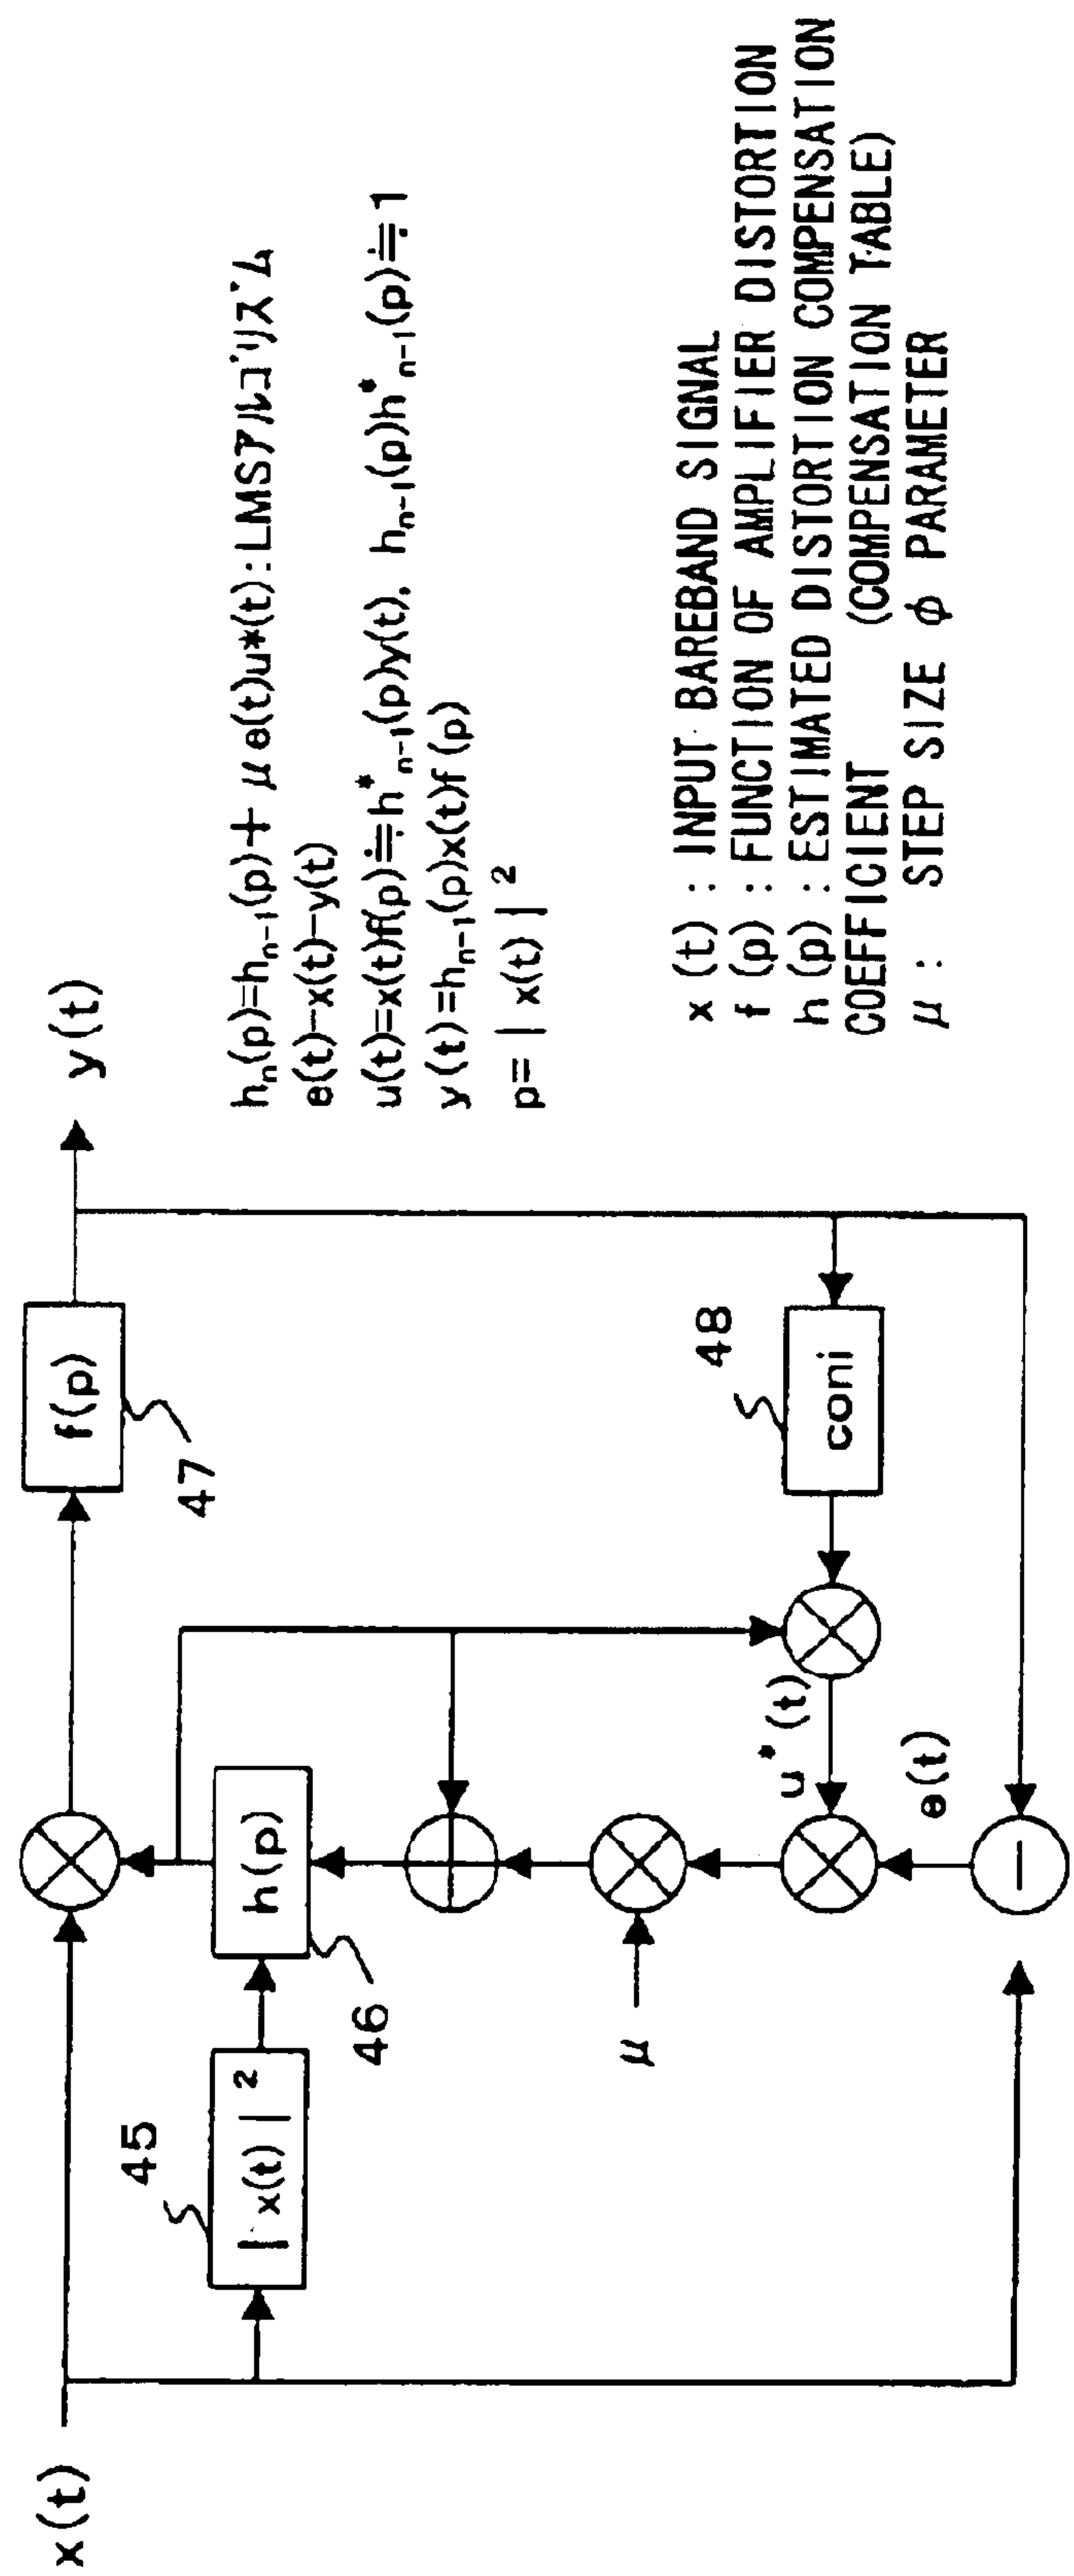 x(t)
45
| x(t) | ²
46
h(p)
47
f(p)
y(t)
μ
u*(t)
e(t)
48
coni
hₙ(p)=hₙ₋₁(p)+ μ e(t)u*(t):LMSアルゴリズム
e(t)-x(t)-y(t)
u(t)=x(t)f(p)≒h*ₙ₋₁(p)y(t), hₙ₋₁(p)h*ₙ₋₁(p)≒1
y(t)=hₙ₋₁(p)x(t)f(p)
p= | x(t) | ²
x (t) : INPUT BAREBAND SIGNAL
f (p) : FUNCTION OF AMPLIFIER DISTORTION
h (p) : ESTIMATED DISTORTION COMPENSATION
COEFFICIENT (COMPENSATION TABLE)
μ : STEP SIZE φ PARAMETER